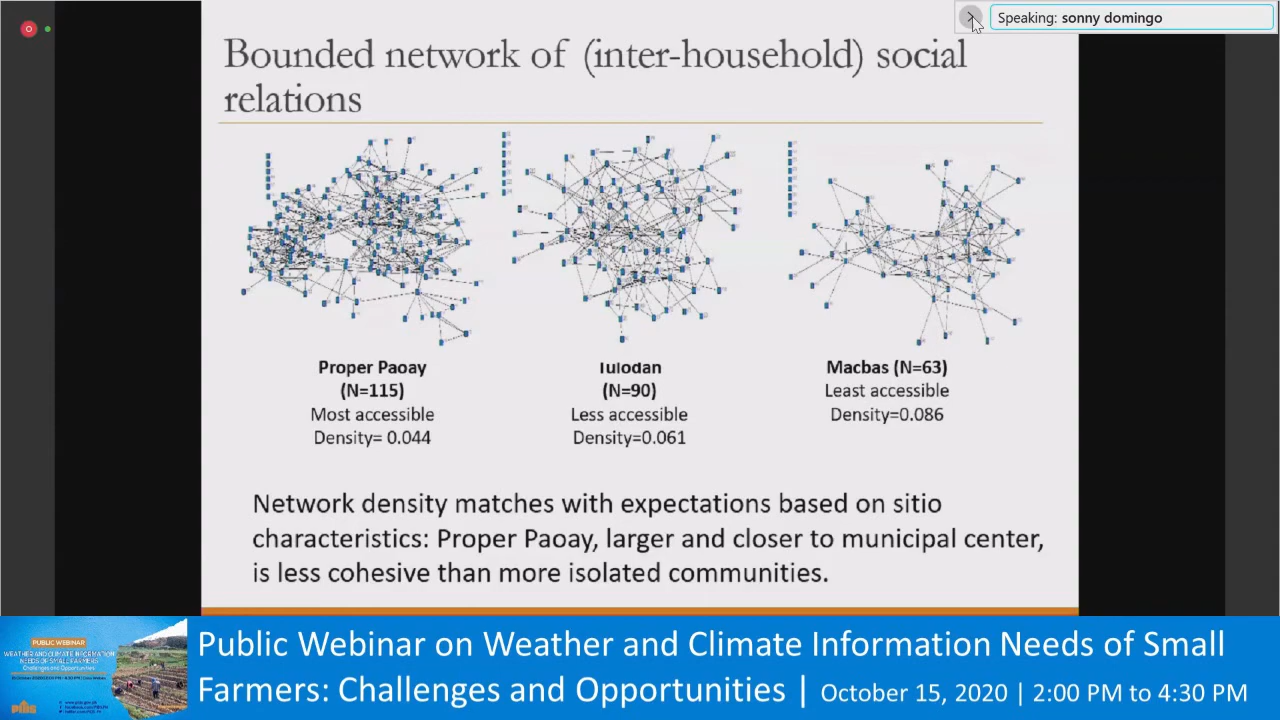 Speaking: sonny domingo
Bounded network of (inter-household) social
relations
Proper Paoay
(N=115)
Most accessible
Density= 0.044
Tulodan
(N=90)
Less accessible
Density=0.061
Macbas (N=63)
Least accessible
Density=0.086
Network density matches with expectations based on sitio
characteristics: Proper Paoay, larger and closer to municipal center,
is less cohesive than more isolated communities.
PUBLIC WEBINAR
WEATHER AND CLIMATE INFORMATION
NEEDS OF SMALL FARMERS
Challenges and Opportunities
Public Webinar on Weather and Climate Information Needs of Small
Farmers: Challenges and Opportunities | October 15, 2020 | 2:00 PM to 4:30 PM